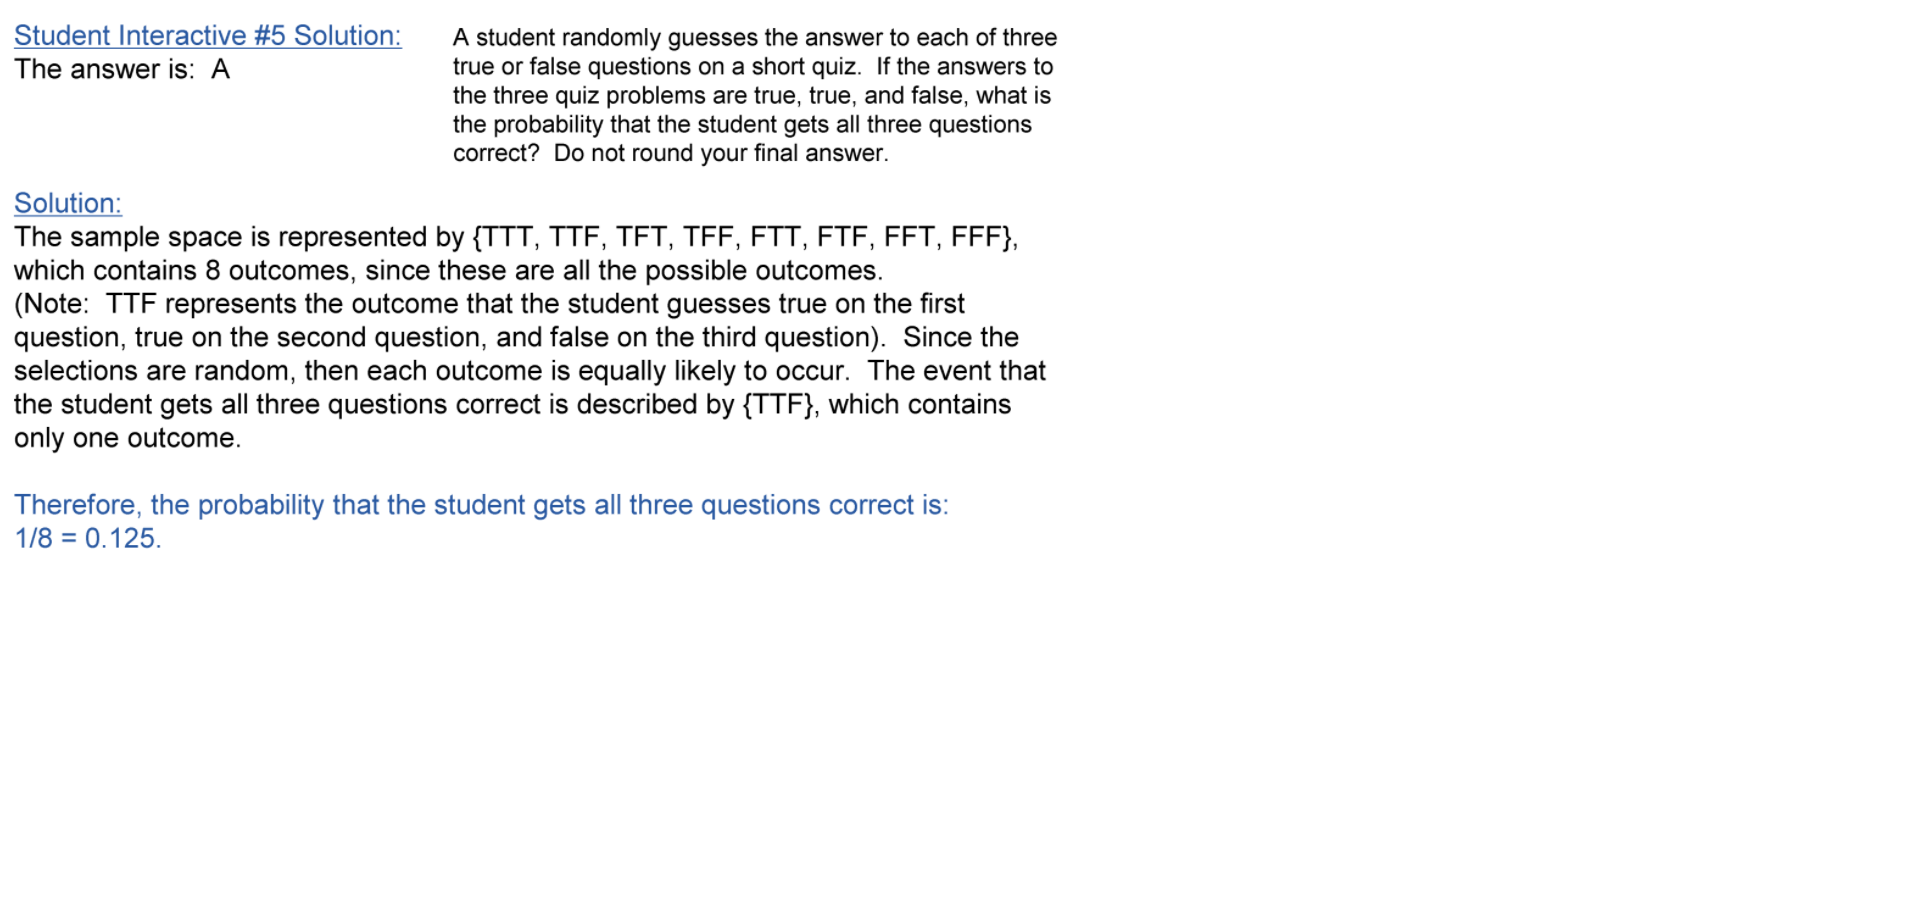 Student Interactive #5 Solution:
The answer is:  A
A student randomly guesses the answer to each of three
true or false questions on a short quiz.  If the answers to
the three quiz problems are true, true, and false, what is
the probability that the student gets all three questions
correct?  Do not round your final answer.
Solution:
The sample space is represented by {TTT, TTF, TFT, TFF, FTT, FTF, FFT, FFF},
which contains 8 outcomes, since these are all the possible outcomes.
(Note:  TTF represents the outcome that the student guesses true on the first
question, true on the second question, and false on the third question).  Since the
selections are random, then each outcome is equally likely to occur.  The event that
the student gets all three questions correct is described by {TTF}, which contains
only one outcome.
Therefore, the probability that the student gets all three questions correct is:
1/8 = 0.125.